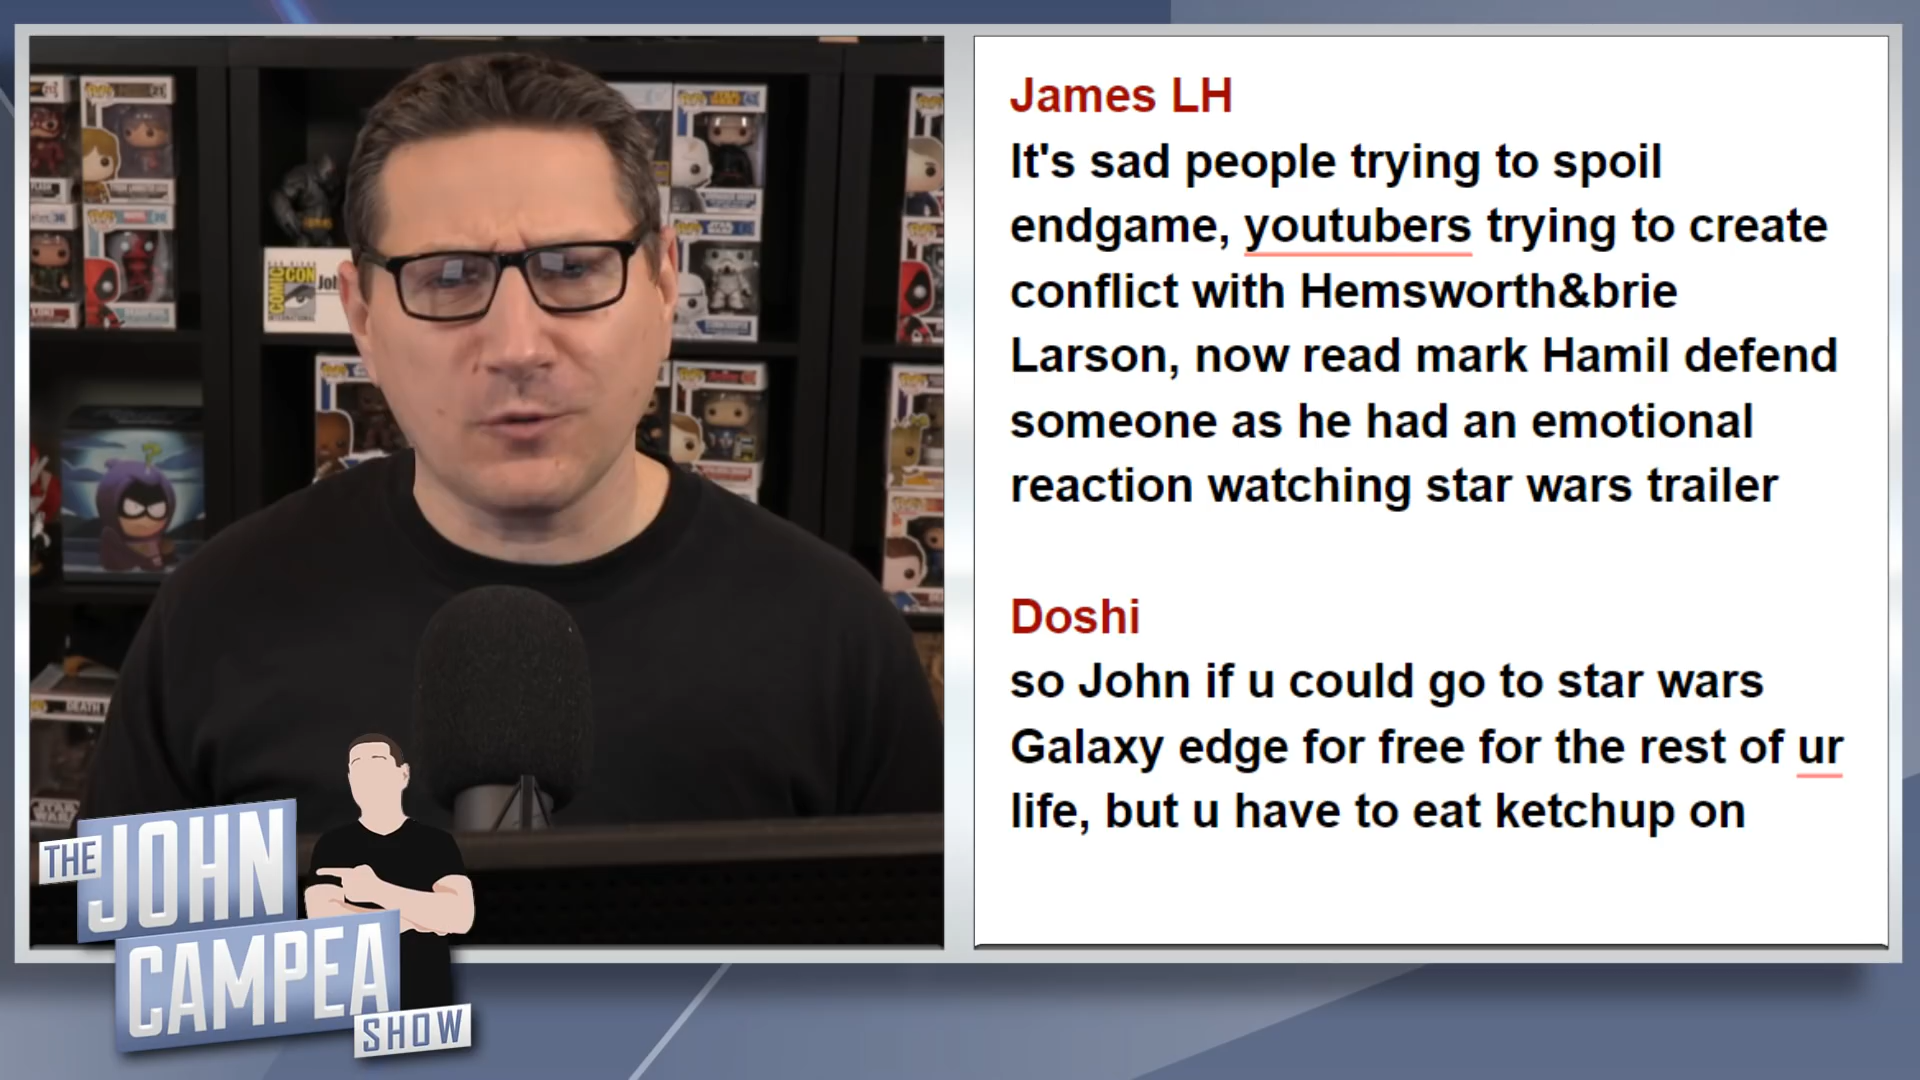 James LH
It's sad people trying to spoil
endgame, youtubers trying to create
conflict with Hemsworth&brie
Larson, now read mark Hamil defend
someone as he had an emotional
reaction watching star wars trailer
Doshi
so John if u could go to star wars
Galaxy edge for free for the rest of ur
life, but u have to eat ketchup on
COMIC CON
THE
JOHN
CAMPEA
SHOW